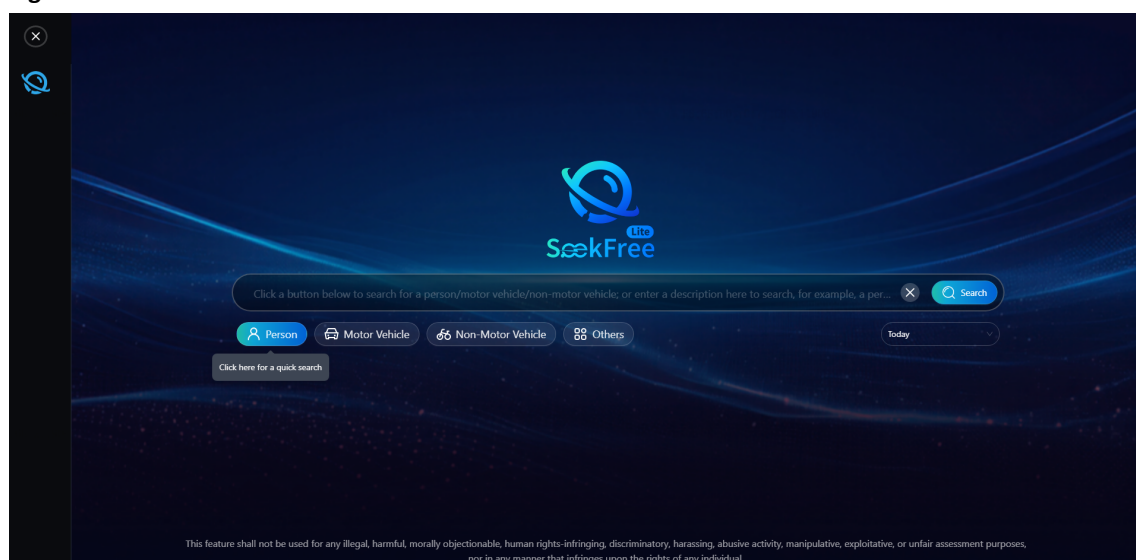 Lite
SeekFree
Click a button below to search for a person/motor vehicle/non-motor vehicle; or enter a description here to search, for example, a per...
Search
Person
Motor Vehicle
Non-Motor Vehicle
Others
Today
Click here for a quick search
This feature shall not be used for any illegal, harmful, morally objectionable, human rights-infringing, discriminatory, harassing, abusive activity, manipulative, exploitative, or unfair assessment purposes,
nor in any manner that infringes upon the rights of any individual.